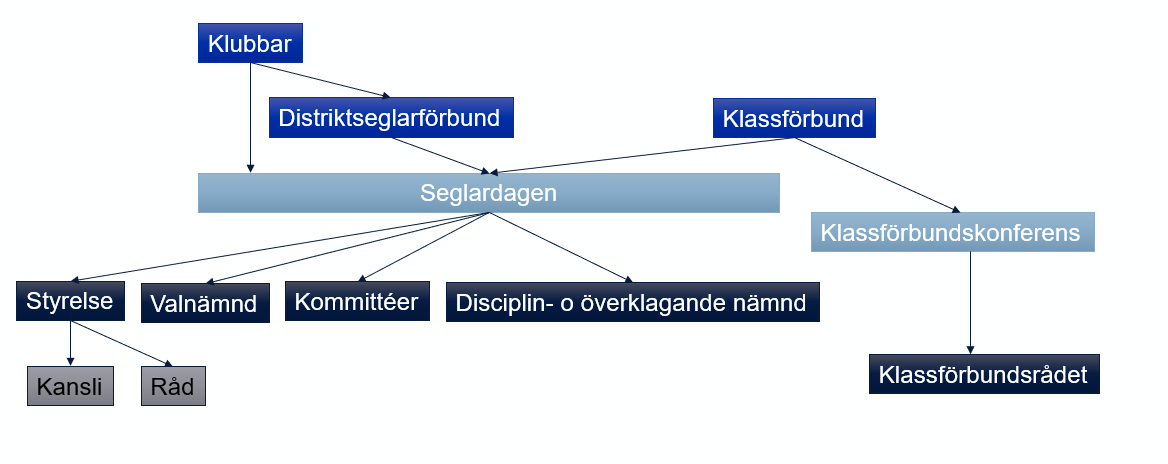 Klubbar
Distriktseglarförbund
Klassförbund
Seglardagen
Klassförbundskonferens
Styrelse
Valnämnd
Kommittéer
Disciplin- o överklagande nämnd
Klassförbundsrådet
Kansli
Råd